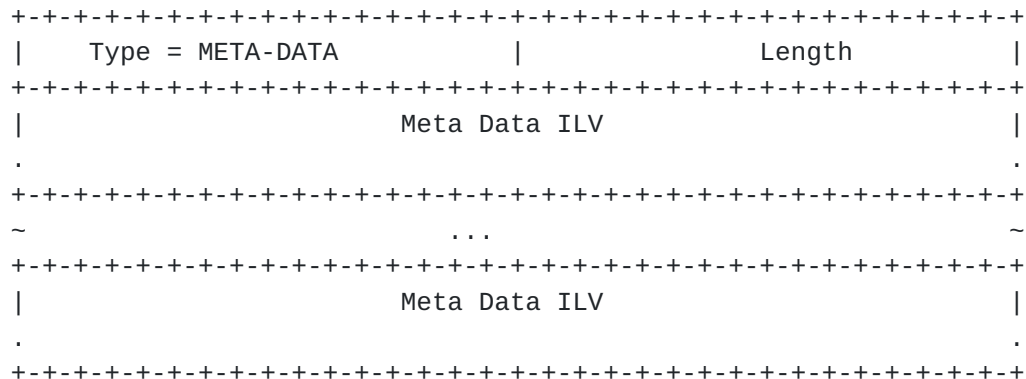 +-+-+-+-+-+-+-+-+-+-+-+-+-+-+-+-+-+-+-+-+-+-+-+-+-+-+-+-+-+-+-+-+
|    Type = META-DATA           |               Length          |
+-+-+-+-+-+-+-+-+-+-+-+-+-+-+-+-+-+-+-+-+-+-+-+-+-+-+-+-+-+-+-+-+
|                        Meta Data ILV                          |
.                                                               .
+-+-+-+-+-+-+-+-+-+-+-+-+-+-+-+-+-+-+-+-+-+-+-+-+-+-+-+-+-+-+-+-+
~                           ...                                 ~
+-+-+-+-+-+-+-+-+-+-+-+-+-+-+-+-+-+-+-+-+-+-+-+-+-+-+-+-+-+-+-+-+
|                        Meta Data ILV                          |
.                                                               .
+-+-+-+-+-+-+-+-+-+-+-+-+-+-+-+-+-+-+-+-+-+-+-+-+-+-+-+-+-+-+-+-+